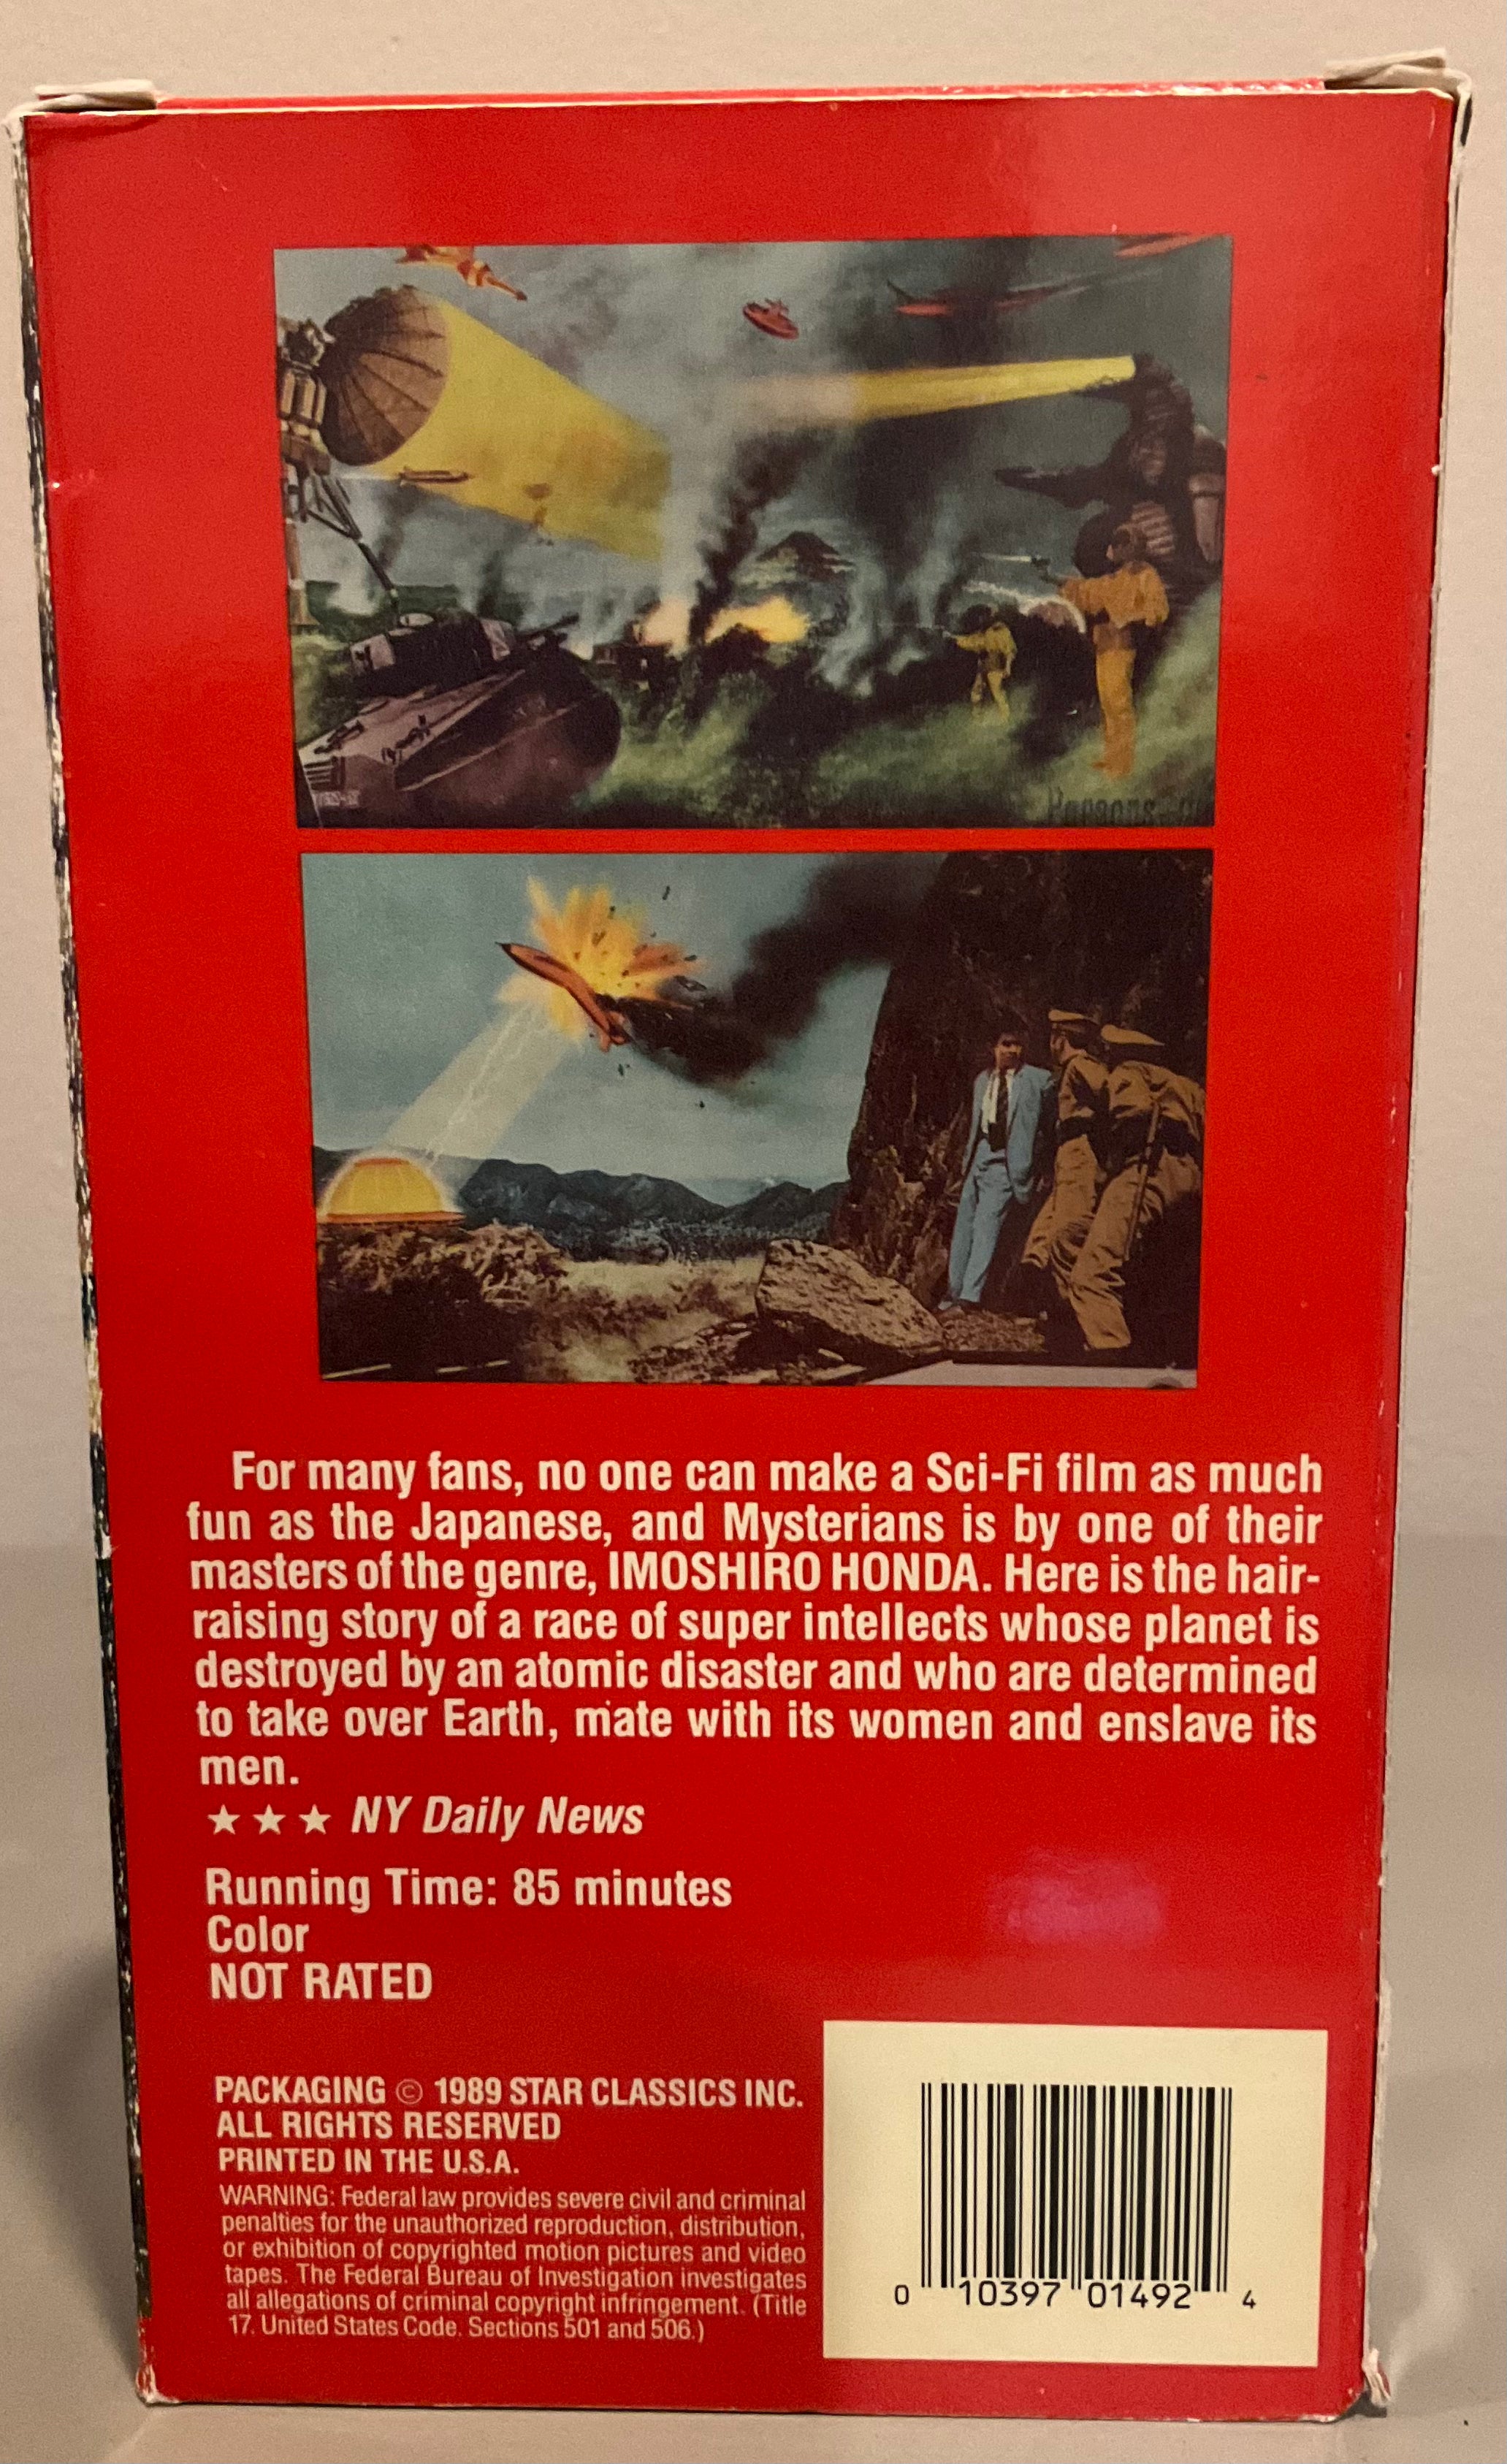 For many fans, no one can make a Sci-Fi film as much
fun as the Japanese, and Mysterians is by one of their
masters of the genre, IMOSHIRO HONDA. Here is the hair-
raising story of a race of super intellects whose planet is
destroyed by an atomic disaster and who are determined
to take over Earth, mate with its women and enslave its
men.
★ ★ ★ NY Daily News
Running Time: 85 minutes
Color
NOT RATED
PACKAGING © 1989 STAR CLASSICS INC.
ALL RIGHTS RESERVED
PRINTED IN THE U.S.A.
WARNING: Federal law provides severe civil and criminal
penalties for the unauthorized reproduction, distribution,
or exhibition of copyrighted motion pictures and video
tapes. The Federal Bureau of Investigation investigates
all allegations of criminal copyright infringement. (Title
17. United States Code. Sections 501 and 506.)
0 10397 01492 4